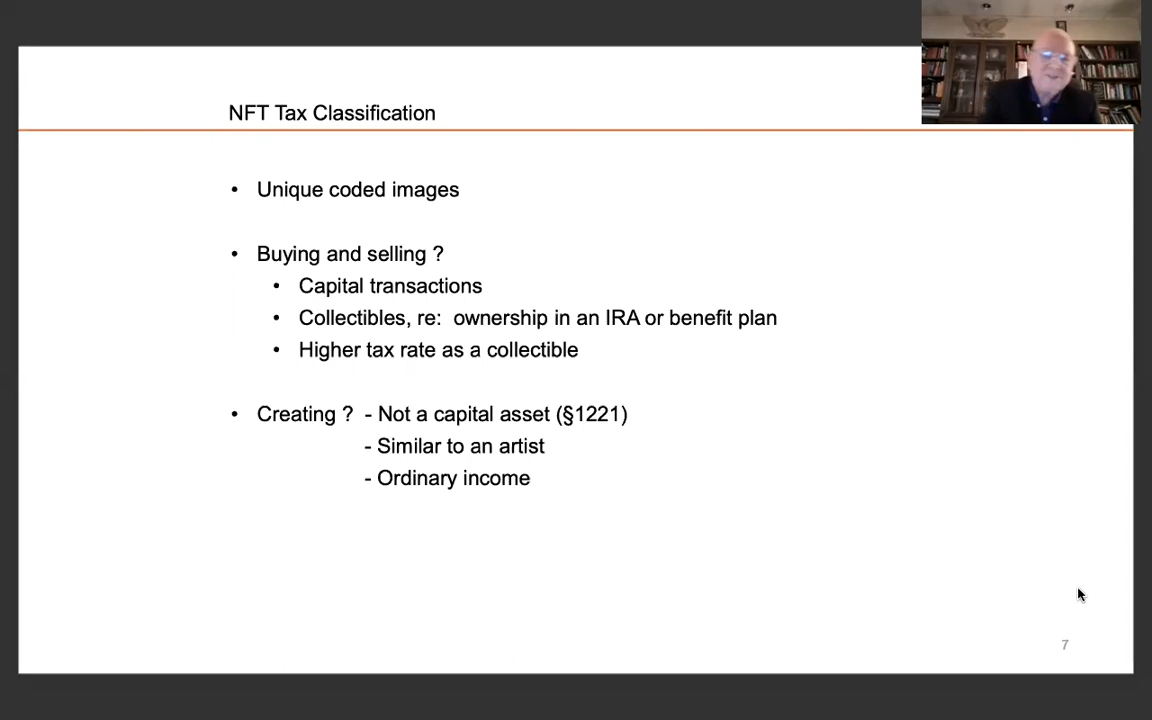 NFT Tax Classification
• Unique coded images
• Buying and selling ?
• Capital transactions
• Collectibles, re: ownership in an IRA or benefit plan
• Higher tax rate as a collectible
• Creating ? - Not a capital asset (§1221)
- Similar to an artist
- Ordinary income
7